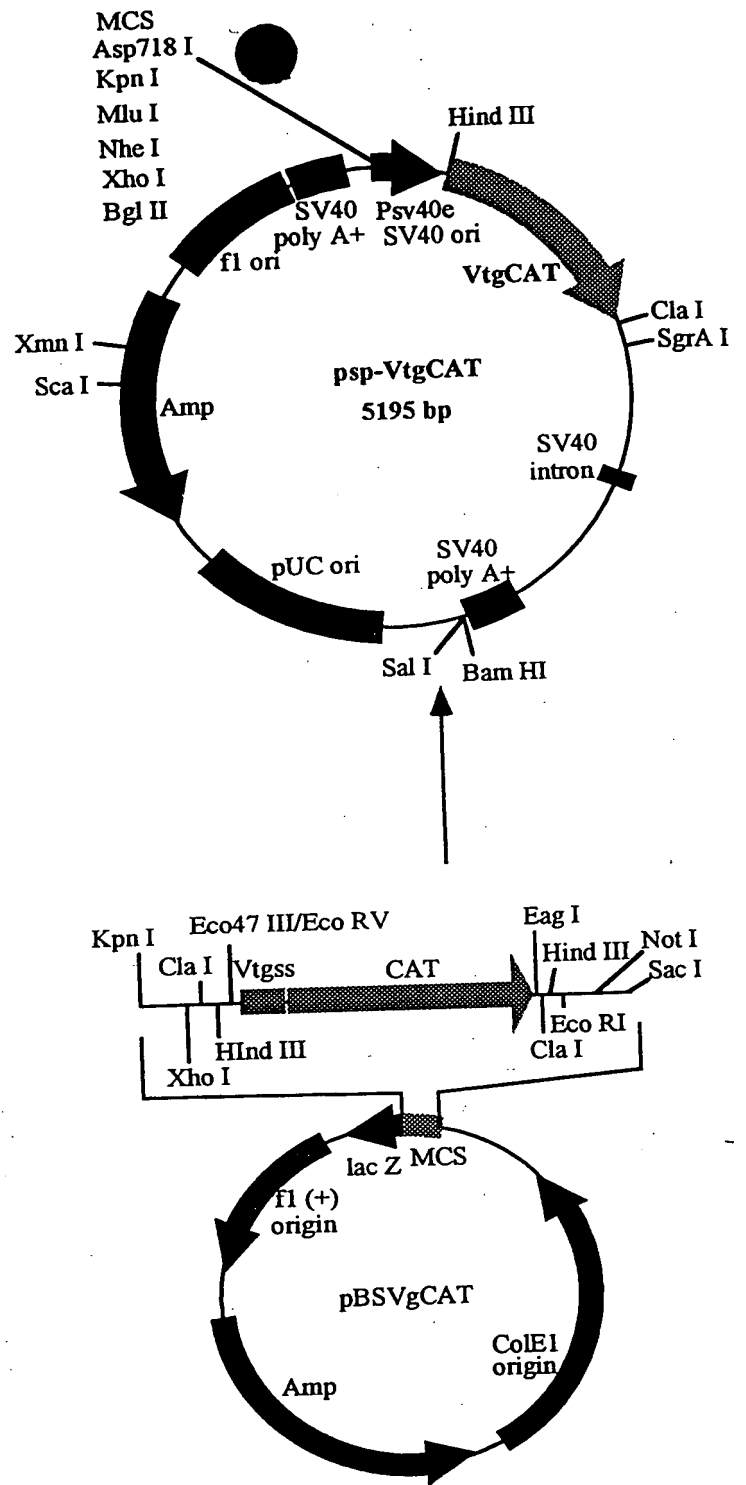 MCS
Asp718 I
Kpn I
Mlu I
Nhe I
Xho I
Bgl II
Hind III
SV40
poly A+
Psv40e
SV40 ori
f1 ori
VtgCAT
Cla I
SgrA I
Xmn I
Sca I
Amp
psp-VtgCAT
5195 bp
SV40
intron
SV40
poly A+
pUC ori
Sal I
Bam HI
Kpn I
Eco47 III/Eco RV
Cla I
Vtgss
CAT
Eag I
Hind III
Not I
Sac I
Xho I
HInd III
Cla I
Eco RI
lac Z
MCS
f1 (+)
origin
pBSVgCAT
ColE1
origin
Amp